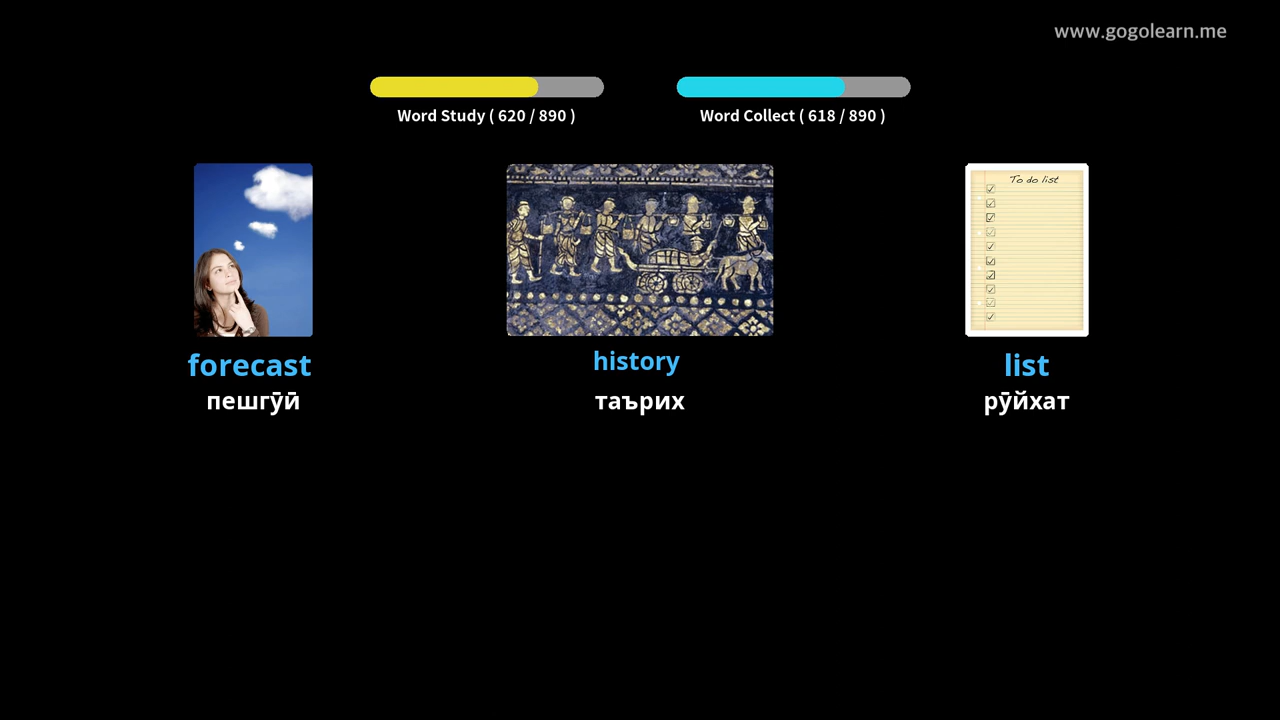 www.gogolearn.me
Word Study ( 620 / 890 )
Word Collect ( 618 / 890 )
To do list
forecast
history
list
пешгӯӣ
таърих
рӯйхат